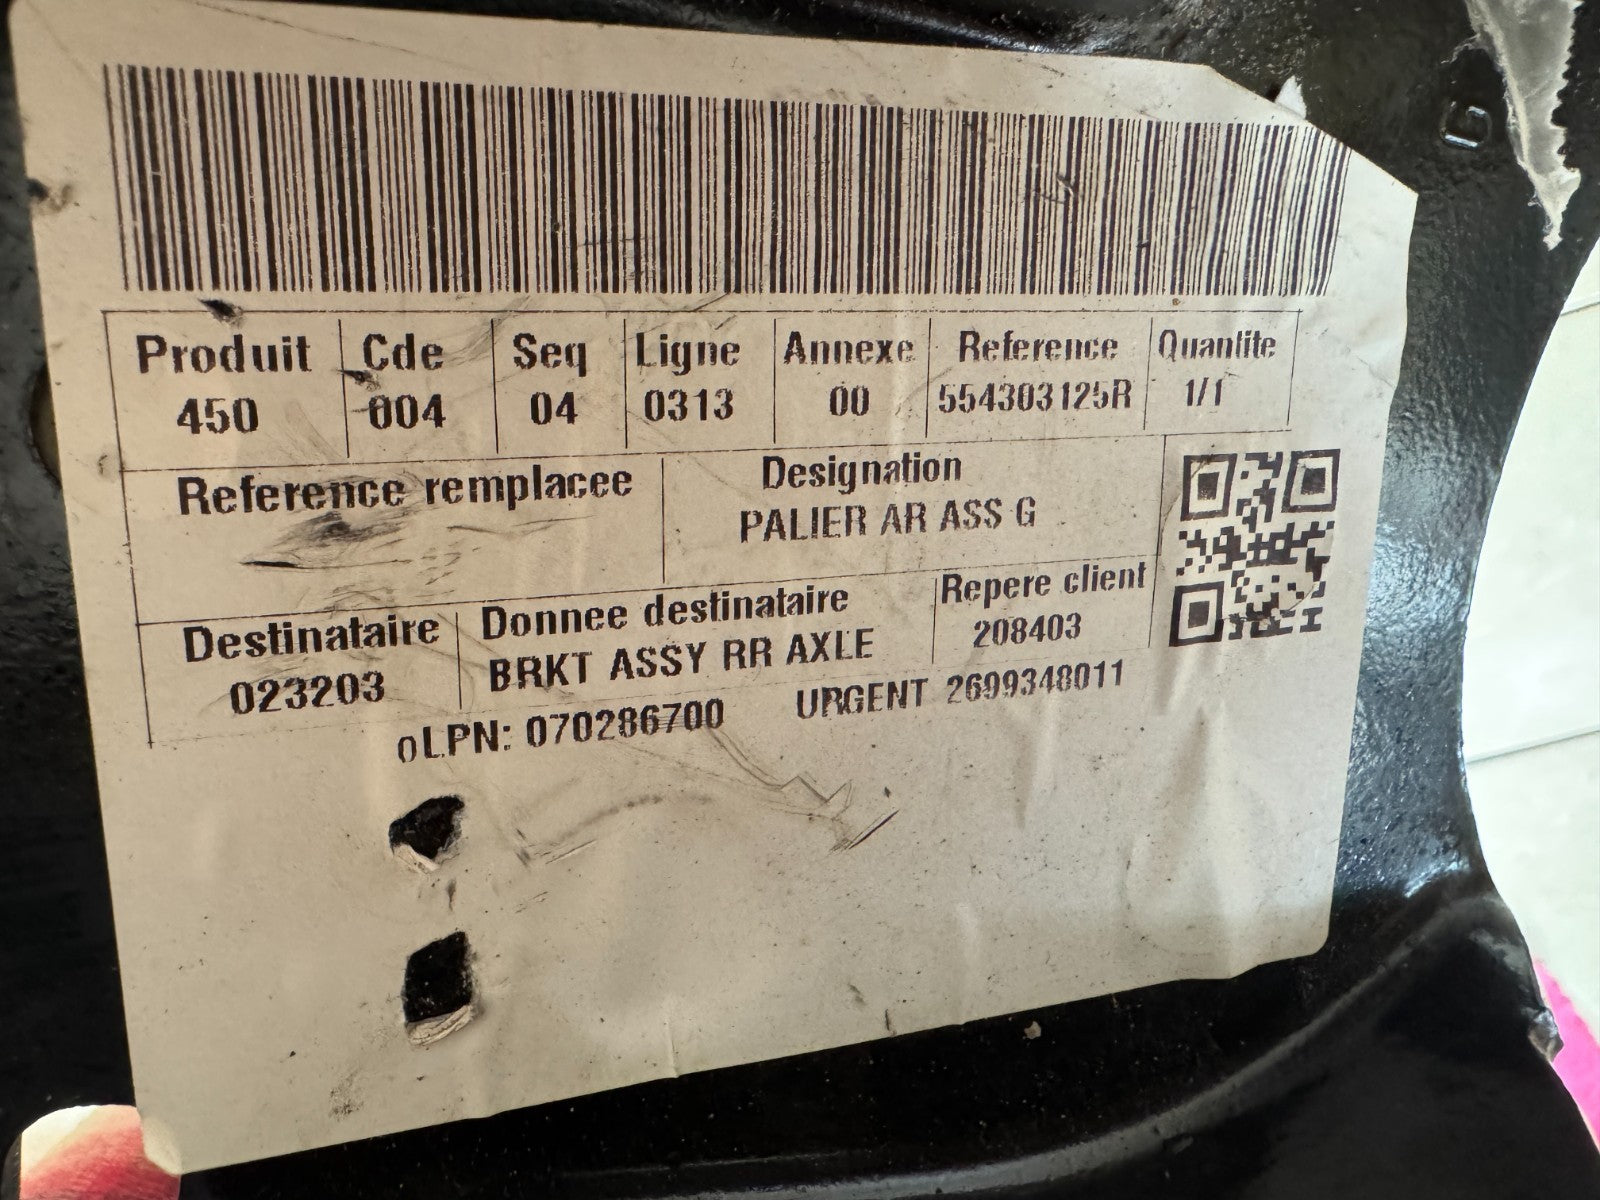 Produit Cde Seq Ligne Annexe Reference Quantite
450 004 04 0313 00 554303125R 1/1
Reference remplacee Designation
PALIER AR ASS G
Destinataire Donnee destinataire Repere client
023203 BRKT ASSY RR AXLE 208403
oLPN: 070286700 URGENT 2699348011